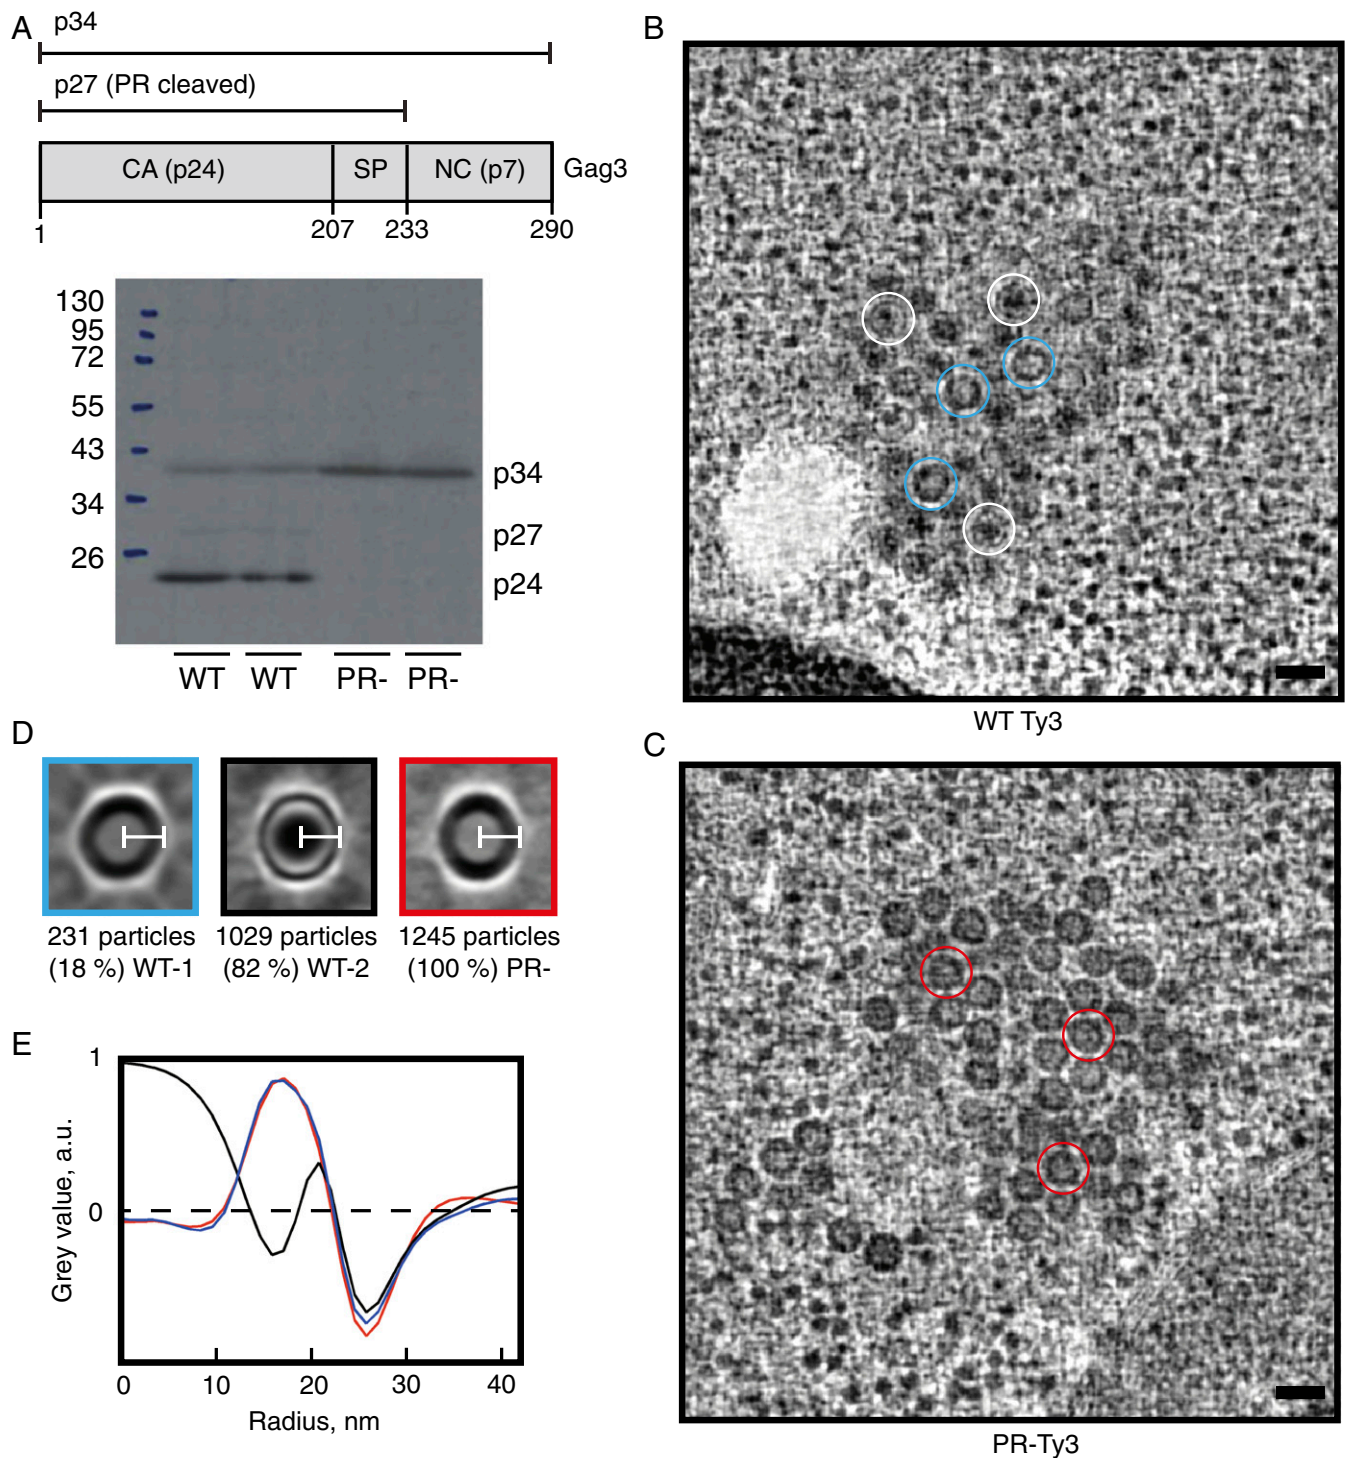 A
p34
p27 (PR cleaved)
CA (p24) SP NC (p7) Gag3
1 207 233 290
130
95
72
55
43
34
26
p34
p27
p24
WT WT PR- PR-
B
WT Ty3
C
PR-Ty3
D
231 particles
(18 %) WT-1
1029 particles
(82 %) WT-2
1245 particles
(100 %) PR-
E
Grey value, a.u.
1
0
0 10 20 30 40
Radius, nm